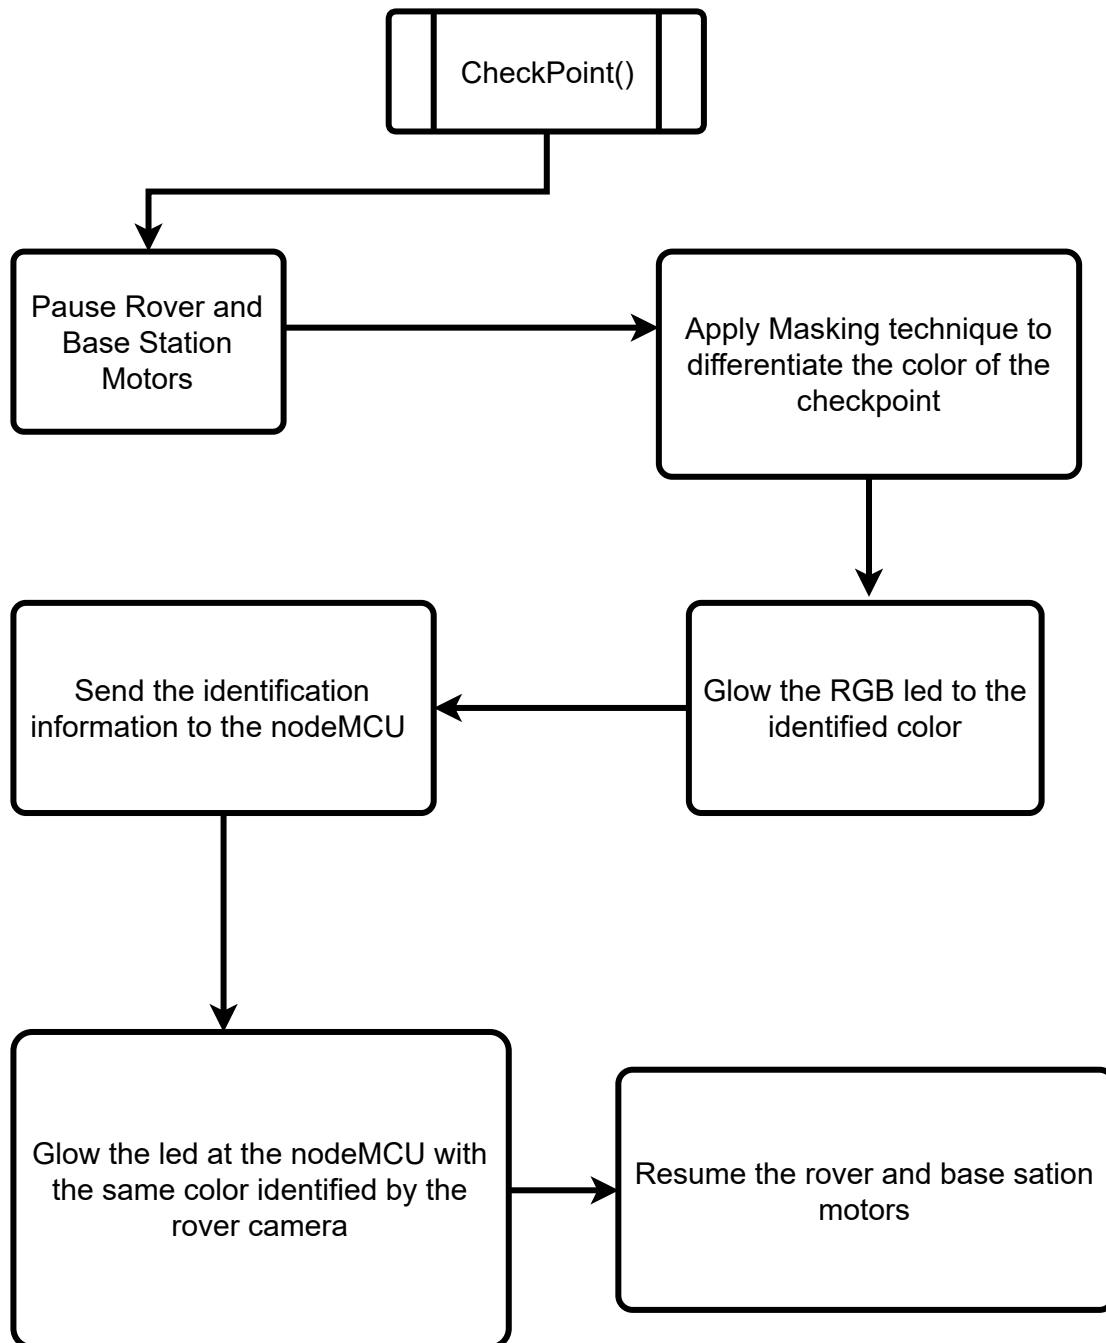 CheckPoint()
Pause Rover and
Base Station
Motors
Apply Masking technique to
differentiate the color of the
checkpoint
Glow the RGB led to the
identified color
Send the identification
information to the nodeMCU
Glow the led at the nodeMCU with
the same color identified by the
rover camera
Resume the rover and base sation
motors